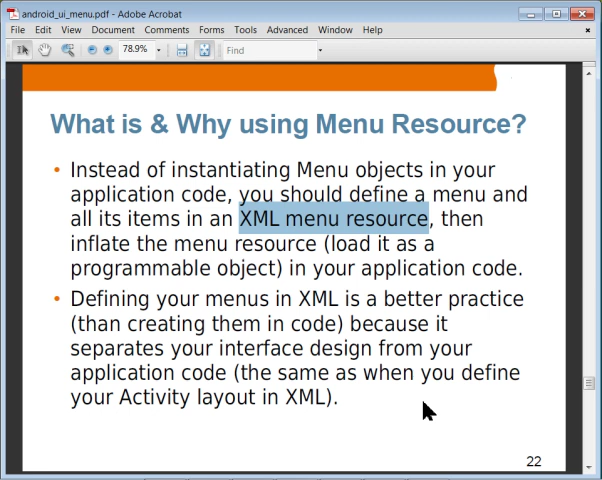 android_ui_menu.pdf - Adobe Acrobat
File Edit View Document Comments Forms Tools Advanced Window Help
78.9% Find
What is & Why using Menu Resource?
• Instead of instantiating Menu objects in your
application code, you should define a menu and
all its items in an XML menu resource, then
inflate the menu resource (load it as a
programmable object) in your application code.
• Defining your menus in XML is a better practice
(than creating them in code) because it
separates your interface design from your
application code (the same as when you define
your Activity layout in XML).
22